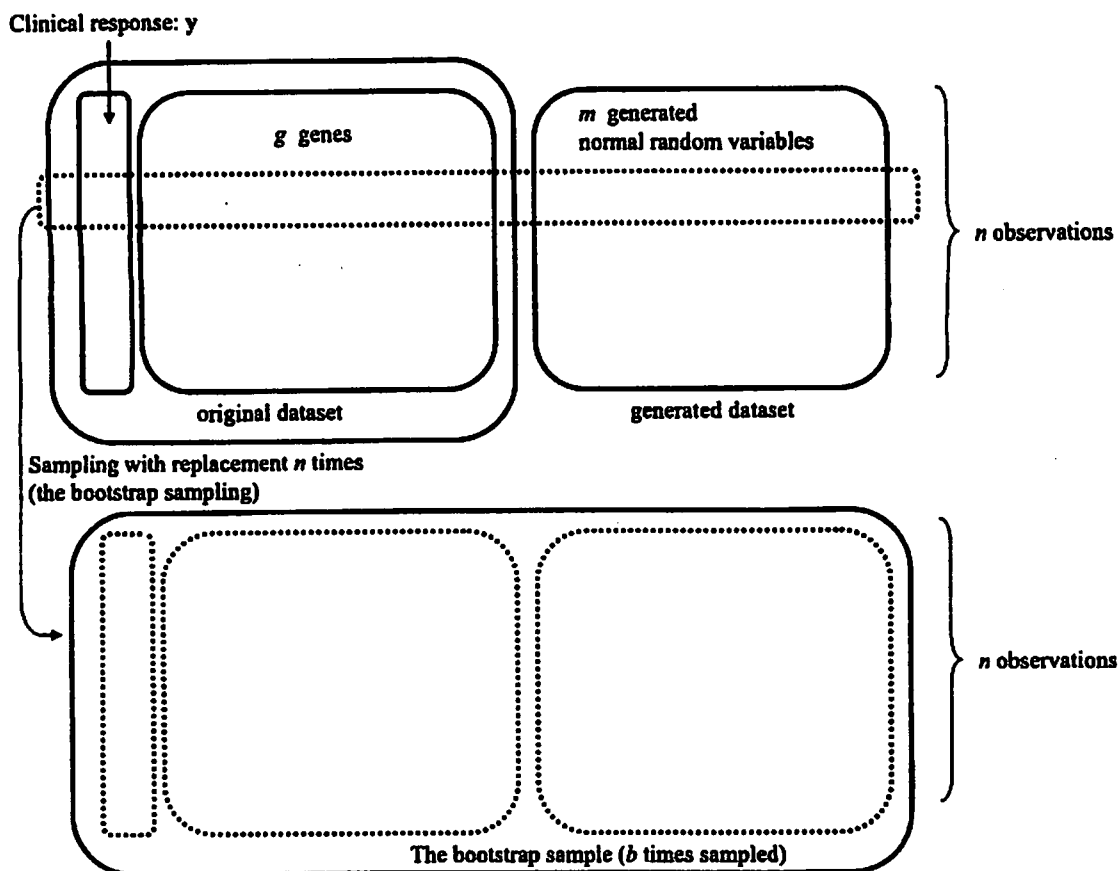 Clinical response: y
g genes
m generated
normal random variables
n observations
original dataset
generated dataset
Sampling with replacement n times
(the bootstrap sampling)
n observations
The bootstrap sample (b times sampled)